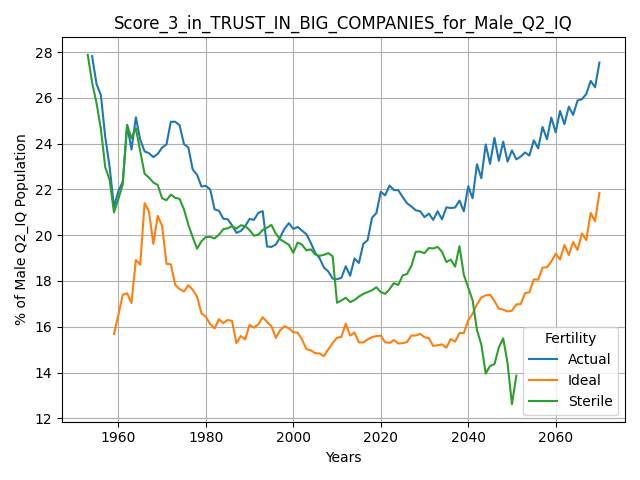 Score_3_in_TRUST_IN_BIG_COMPANIES_for_Male_Q2_IQ
% of Male Q2_IQ Population
28
26
24
22
20
18
16
14
12
Fertility
Actual
Ideal
Sterile
1960 1980 2000 2020 2040 2060
Years